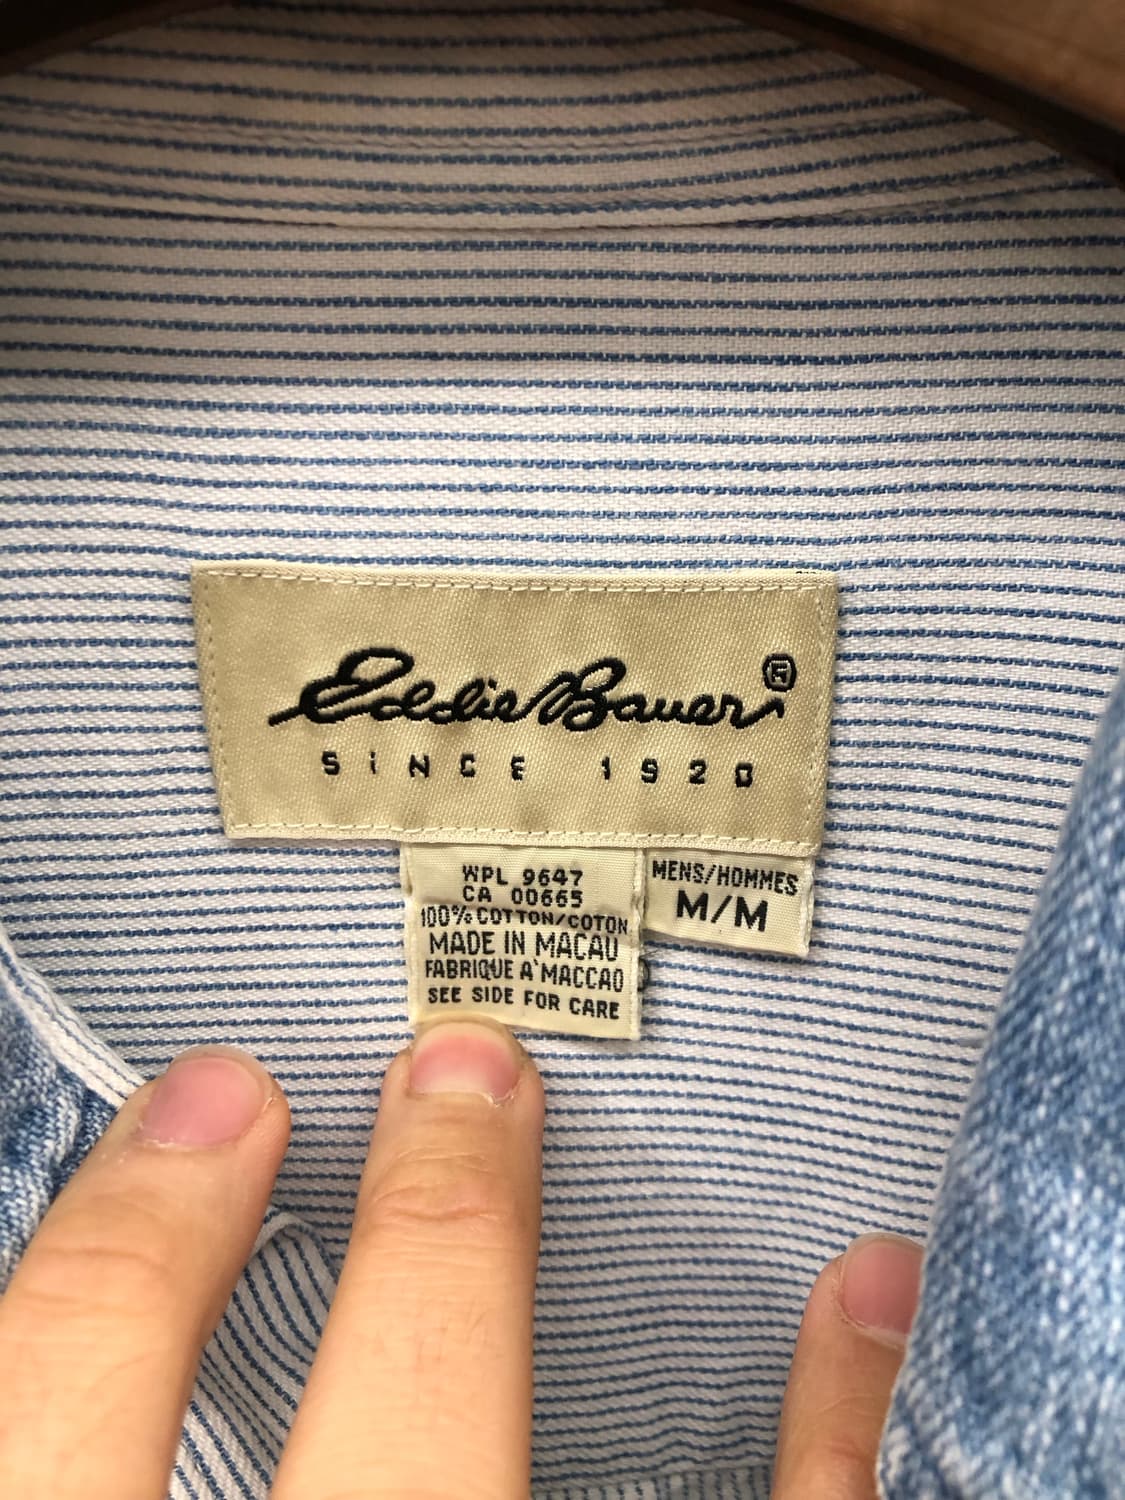 Eddie Bauer®
SiNCE 1920
WPL 9647
CA 00665
100% COTTON/COTON
MADE IN MACAU
FABRIQUE A' MACCAO
SEE SIDE FOR CARE
MENS/HOMMES
M/M